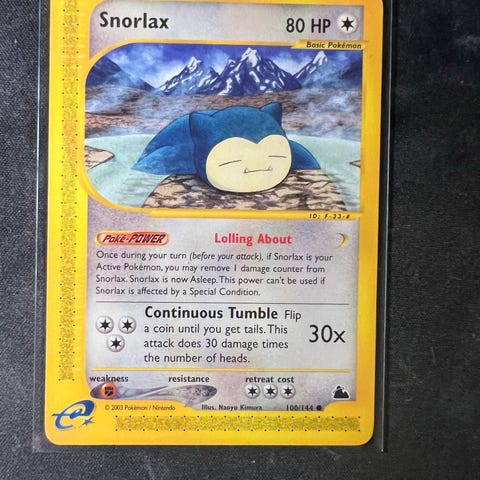 Snorlax 80 HP
Basic Pokémon
ID: F-33-#
Poké-POWER Lolling About
Once during your turn (before your attack), if Snorlax is your
Active Pokémon, you may remove 1 damage counter from
Snorlax. Snorlax is now Asleep. This power can't be used if
Snorlax is affected by a Special Condition.
Continuous Tumble Flip
a coin until you get tails. This
attack does 30 damage times
the number of heads.
30x
weakness resistance retreat cost
© 2003 Pokémon / Nintendo Illus. Naoyo Kimura 100/144 ●
e